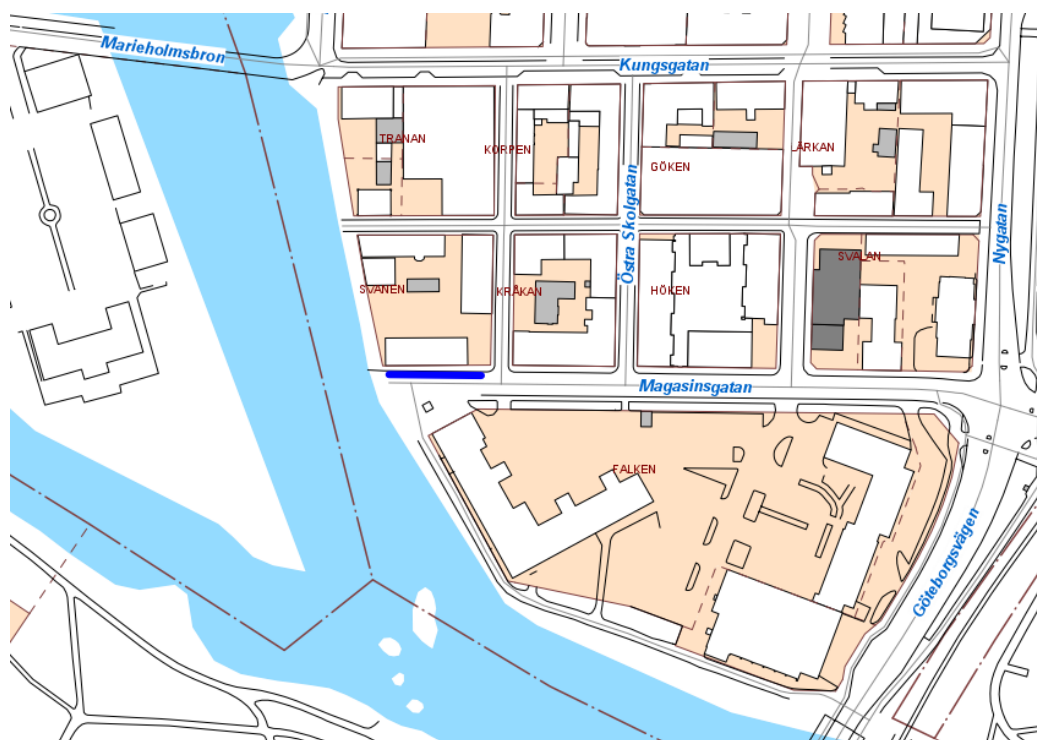 Marieholmsbron
Kungsgatan
TRANAN
KORPEN
GÖKEN
LÄRKAN
Östra Skolgatan
Nygatan
SVANEN
KRÅKAN
HÖKEN
SVALAN
Magasinsgatan
FALKEN
Göteborgsvägen